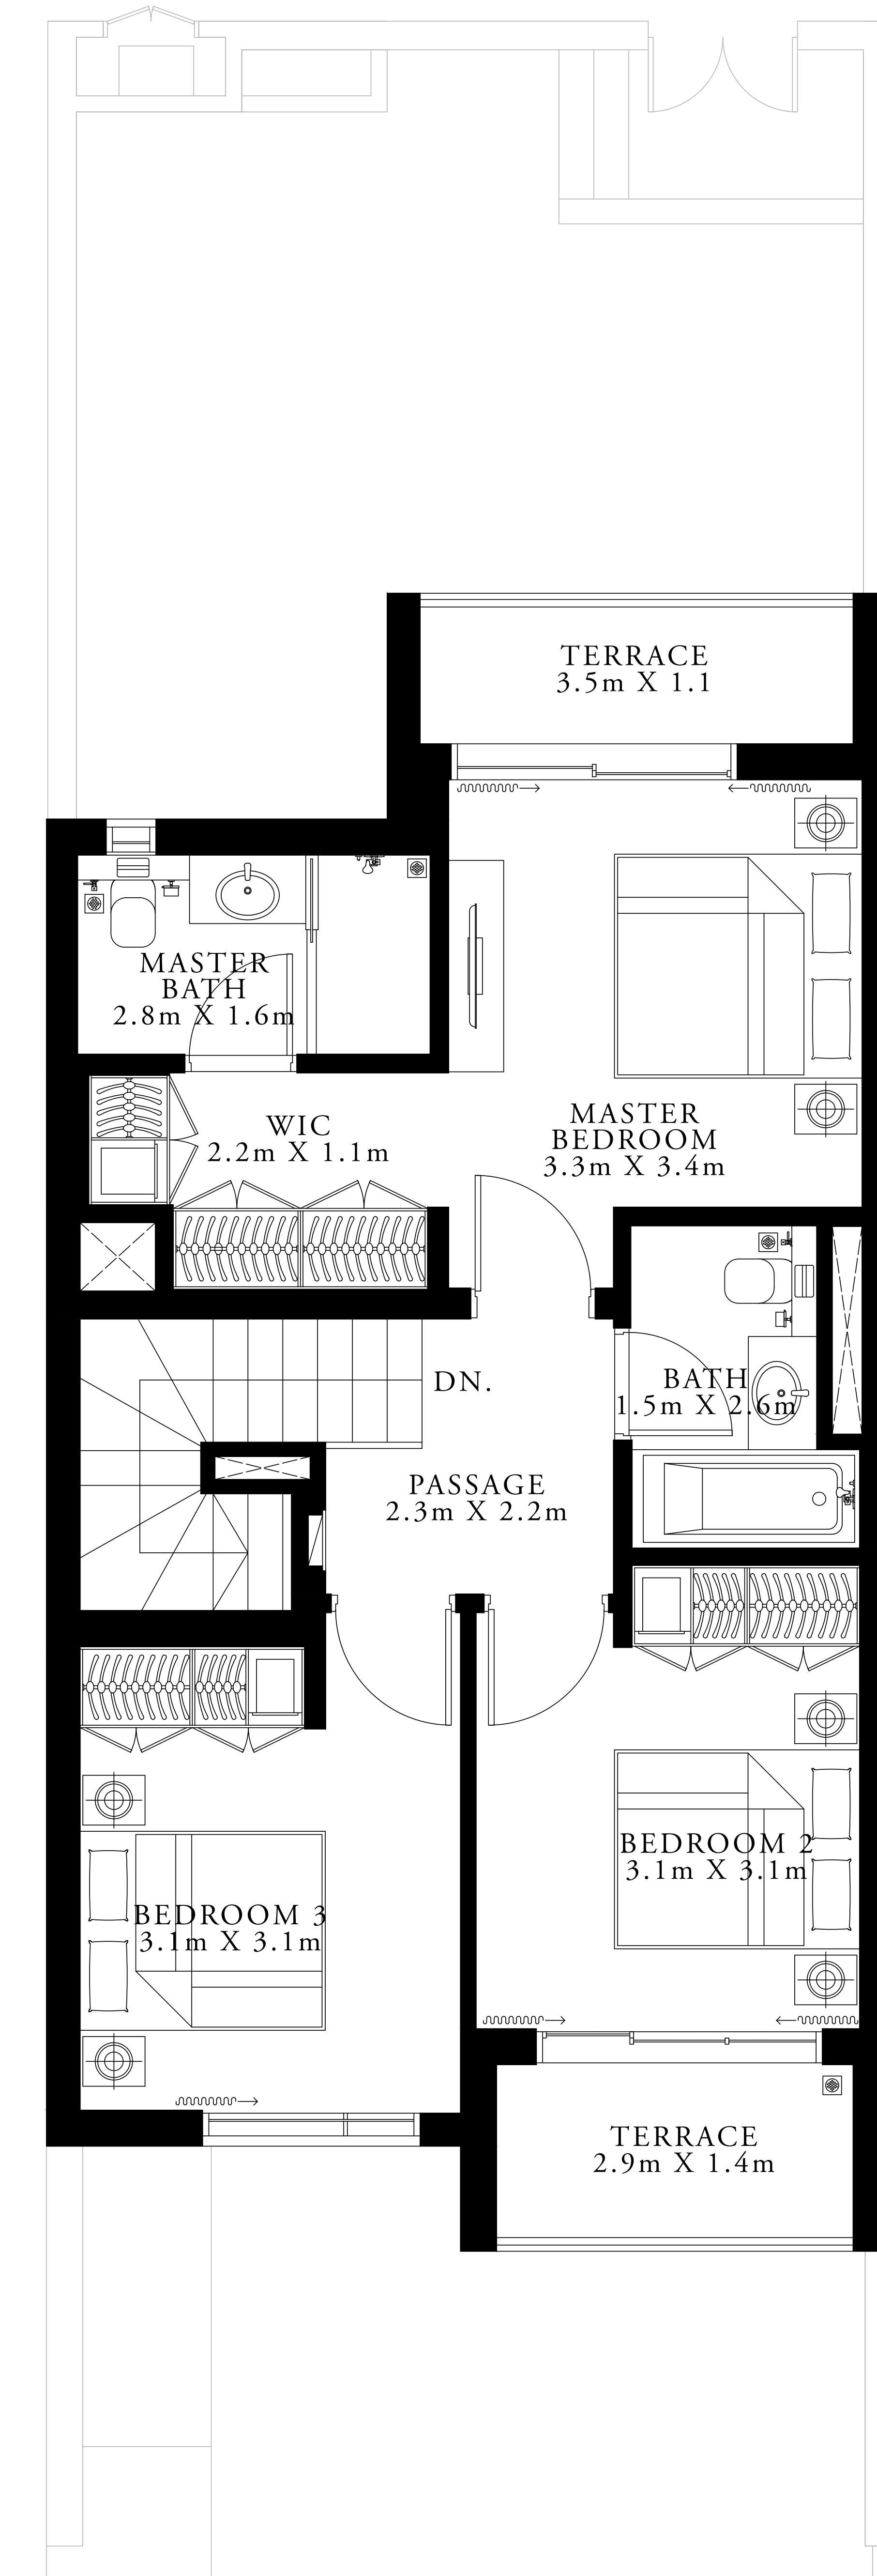 TERRACE
3.5m X 1.1
MASTER
BATH
2.8m X 1.6m
WIC
2.2m X 1.1m
MASTER
BEDROOM
3.3m X 3.4m
DN.
BATH
1.5m X 2.6m
PASSAGE
2.3m X 2.2m
BEDROOM 2
3.1m X 3.1m
BEDROOM 3
3.1m X 3.1m
TERRACE
2.9m X 1.4m